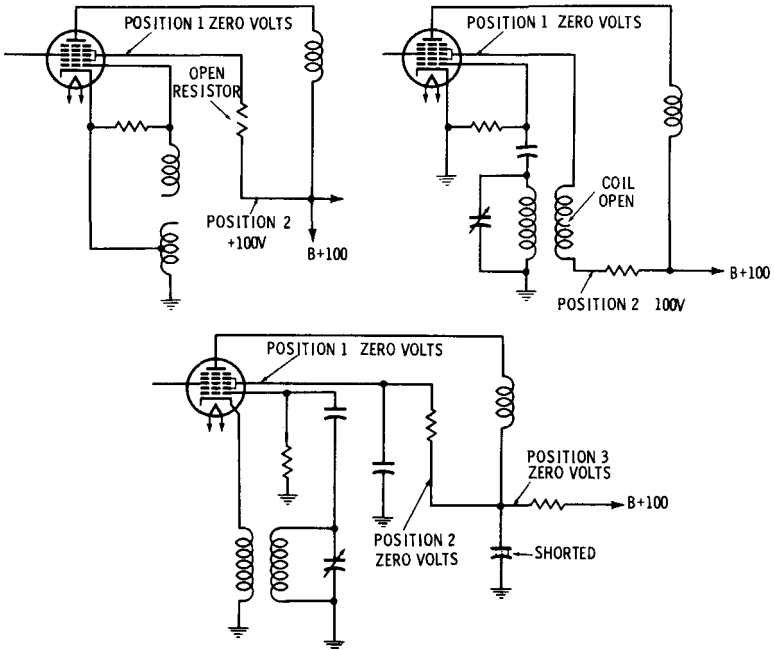 POSITION 1 ZERO VOLTS
OPEN
RESISTOR
POSITION 2
+100V
B+100
POSITION 1 ZERO VOLTS
COIL
OPEN
B+100
POSITION 2 100V
POSITION 1 ZERO VOLTS
POSITION 3
ZERO VOLTS
B+100
POSITION 2
ZERO VOLTS
SHORTED